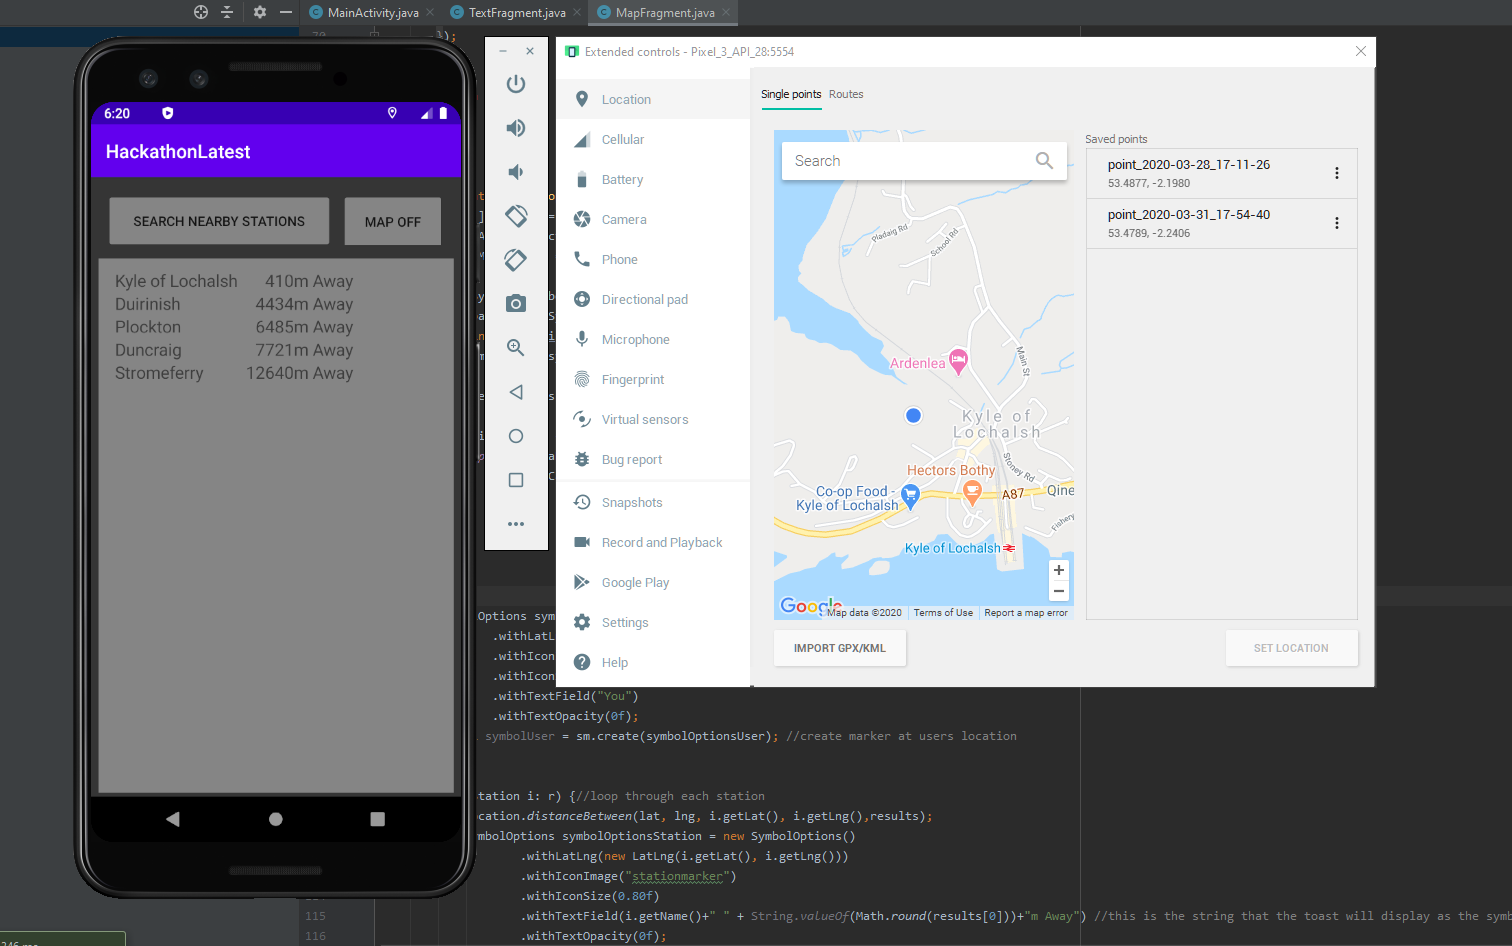 MainActivity.java
TextFragment.java
MapFragment.java
70
});
6:20
HackathonLatest
SEARCH NEARBY STATIONS
MAP OFF
Kyle of Lochalsh 410m Away
Duirinish 4434m Away
Plockton 6485m Away
Duncraig 7721m Away
Stromeferry 12640m Away
Extended controls - Pixel_3_API_28:5554
Location
Cellular
Battery
Camera
Phone
Directional pad
Microphone
Fingerprint
Virtual sensors
Bug report
Snapshots
Record and Playback
Google Play
Settings
Help
Single points
Routes
Search
Pladaig Rd
School Rd
Main St
Ardenlea
Kyle of
Lochalsh
Stoney Rd
Hectors Bothy
Co-op Food -
Kyle of Lochalsh
A87
Qine
Fishery
Kyle of Lochalsh
Google
Map data ©2020
Terms of Use
Report a map error
IMPORT GPX/KML
Saved points
point_2020-03-28_17-11-26
53.4877, -2.1980
point_2020-03-31_17-54-40
53.4789, -2.2406
SET LOCATION
Options sym
.withLatL
.withIcon
.withIcon
.withTextField("You")
.withTextOpacity(0f);
symbolUser = sm.create(symbolOptionsUser); //create marker at users location
tation i: r) {//loop through each station
cation.distanceBetween(lat, lng, i.getLat(), i.getLng(),results);
mbolOptions symbolOptionsStation = new SymbolOptions()
.withLatLng(new LatLng(i.getLat(), i.getLng()))
.withIconImage("stationmarker")
.withIconSize(0.80f)
115 .withTextField(i.getName()+" " + String.valueOf(Math.round(results[0]))+"m Away") //this is the string that the toast will display as the symb
116 .withTextOpacity(0f);